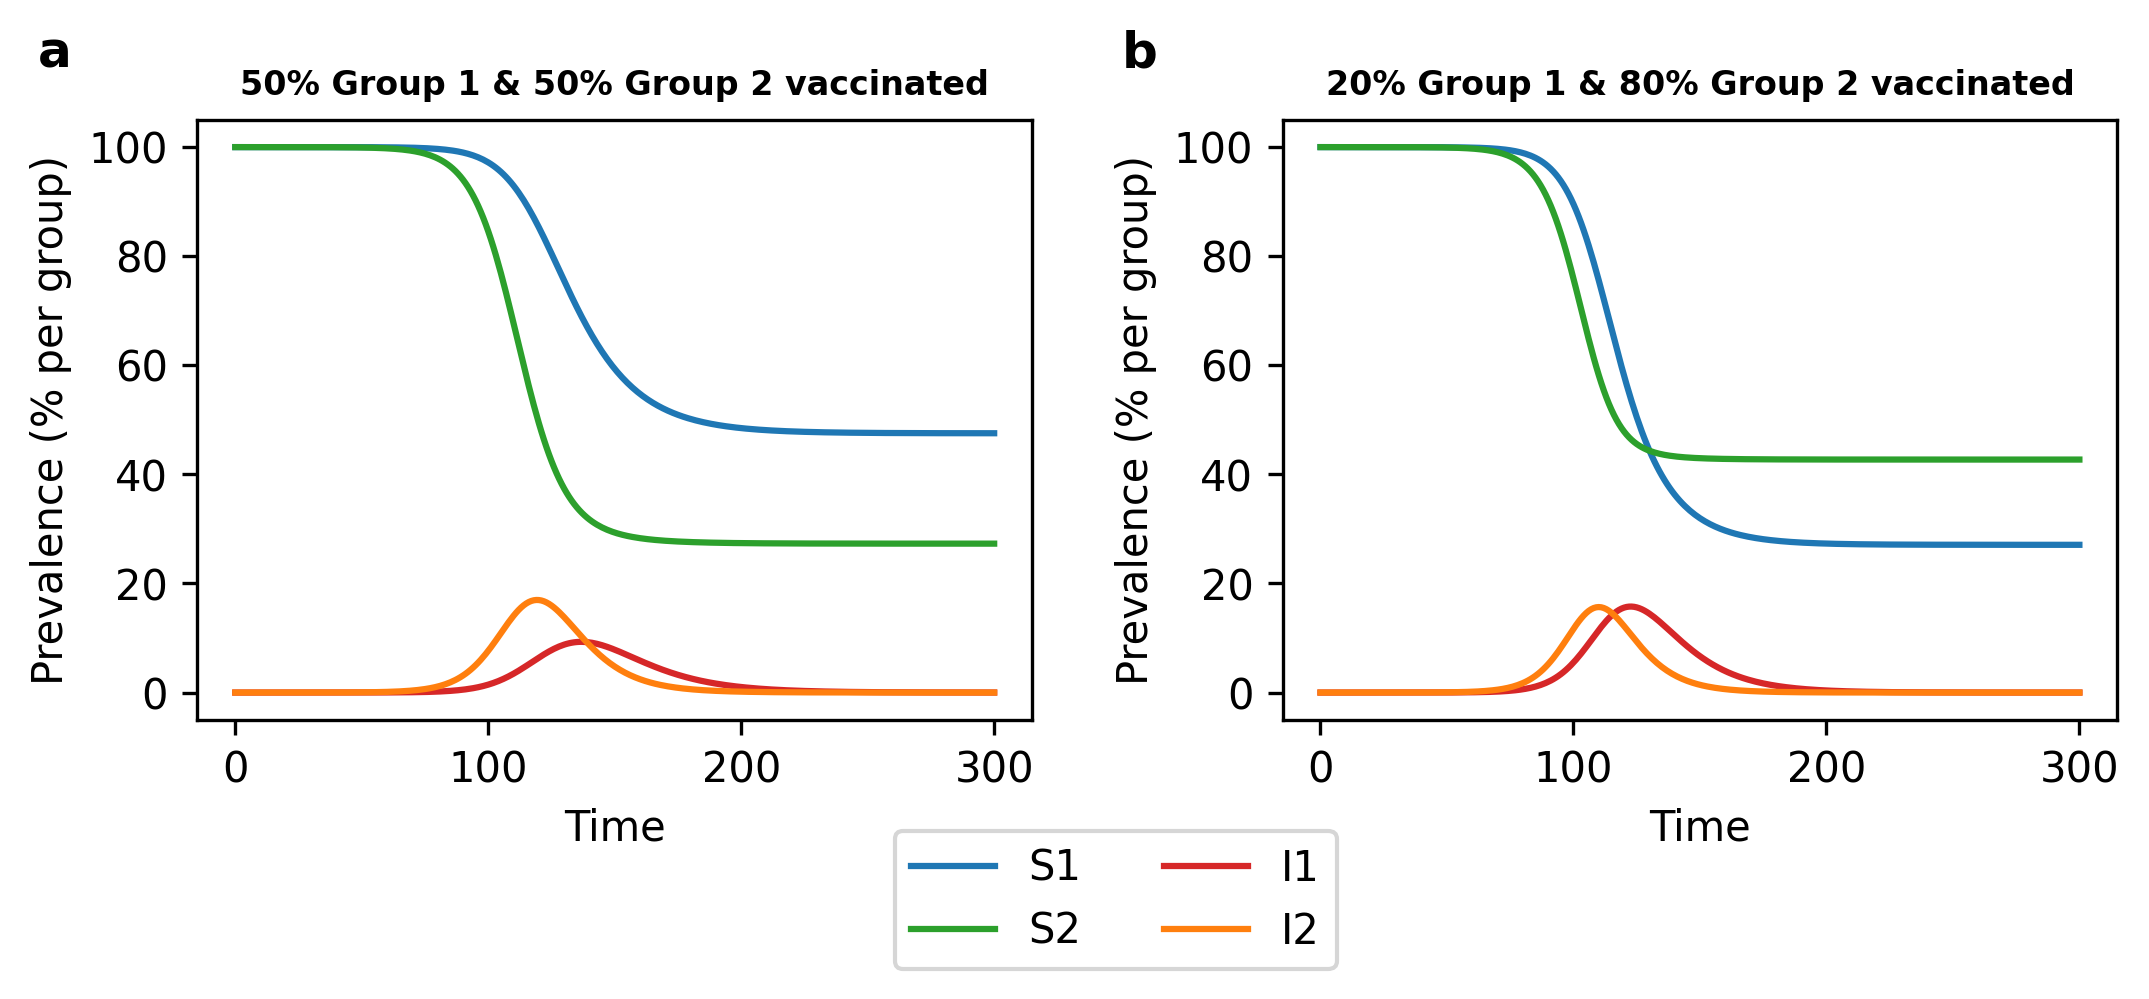 a
50% Group 1 & 50% Group 2 vaccinated
Prevalence (% per group)
100
80
60
40
20
0
0 100 200 300
Time
b
20% Group 1 & 80% Group 2 vaccinated
Prevalence (% per group)
100
80
60
40
20
0
0 100 200 300
Time
S1 I1
S2 I2